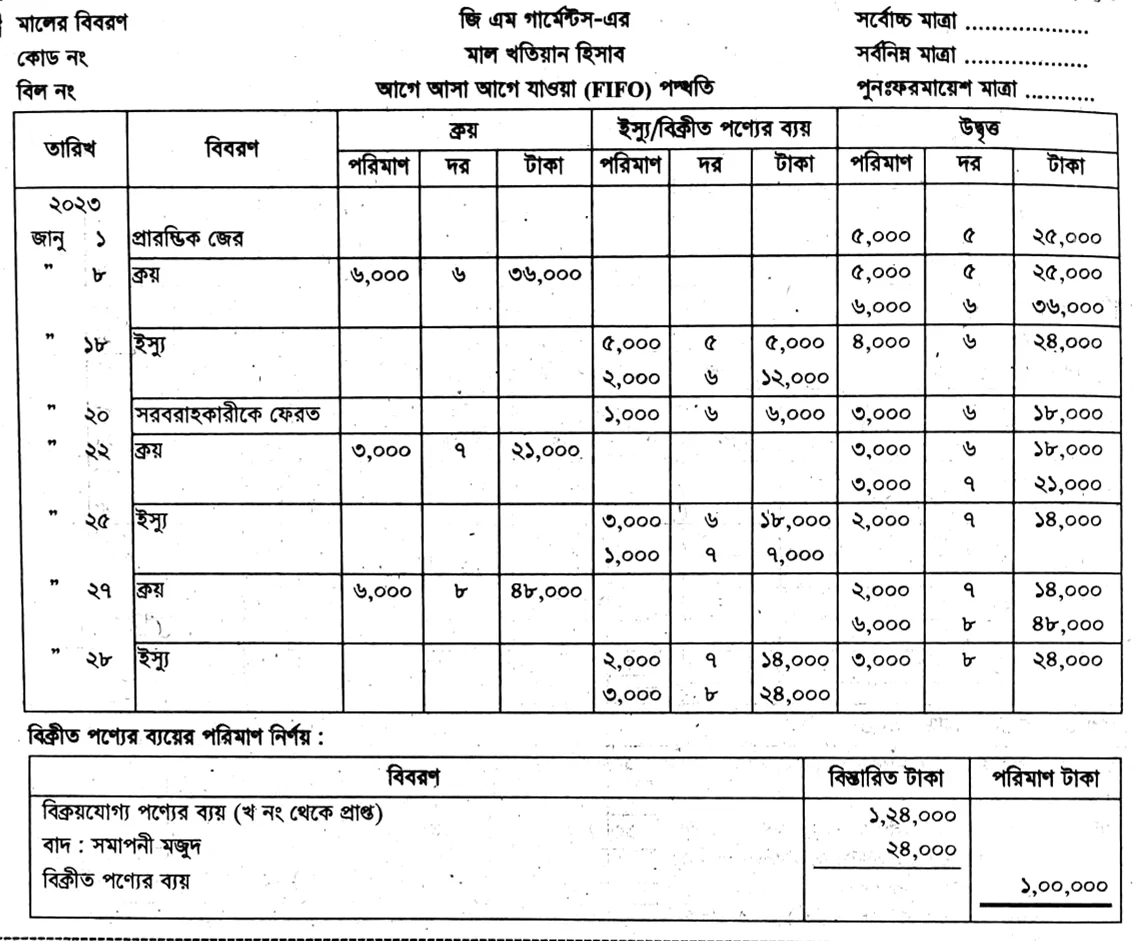 মালের বিবরণ জি এম গার্মেন্টস-এর সর্বোচ্চ মাত্রা ....................
কোড নং মাল খতিয়ান হিসাব সর্বনিম্ন মাত্রা ....................
বিল নং আগে আসা আগে যাওয়া (FIFO) পদ্ধতি পুনঃফরমায়েশ মাত্রা ...........
তারিখ বিবরণ ক্রয় ইস্যু/বিক্রীত পণ্যের ব্যয় উদ্বৃত্ত
পরিমাণ দর টাকা পরিমাণ দর টাকা পরিমাণ দর টাকা
২০২৩
জানু ১ প্রারম্ভিক জের ৫,০০০ ৫ ২৫,০০০
" ৮ ক্রয় ৬,০০০ ৬ ৩৬,০০০ ৫,০০০ ৫ ২৫,০০০
৬,০০০ ৬ ৩৬,০০০
" ১৮ ইস্যু ৫,০০০ ৫ ৫,০০০ ৪,০০০ ৬ ২৪,০০০
২,০০০ ৬ ১২,০০০
" ২০ সরবরাহকারীকে ফেরত ১,০০০ ৬ ৬,০০০ ৩,০০০ ৬ ১৮,০০০
" ২২ ক্রয় ৩,০০০ ৭ ২১,০০০ ৩,০০০ ৬ ১৮,০০০
৩,০০০ ৭ ২১,০০০
" ২৫ ইস্যু ৩,০০০ ৬ ১৮,০০০ ২,০০০ ৭ ১৪,০০০
১,০০০ ৭ ৭,০০০
" ২৭ ক্রয় ৬,০০০ ৮ ৪৮,০০০ ২,০০০ ৭ ১৪,০০০
৬,০০০ ৮ ৪৮,০০০
" ২৮ ইস্যু ২,০০০ ৭ ১৪,০০০ ৩,০০০ ৮ ২৪,০০০
৩,০০০ ৮ ২৪,০০০
বিক্রীত পণ্যের ব্যয়ের পরিমাণ নির্ণয় :
বিবরণ বিস্তারিত টাকা পরিমাণ টাকা
বিক্রয়যোগ্য পণ্যের ব্যয় (খ নং থেকে প্রাপ্ত) ১,২৪,০০০
বাদ : সমাপনী মজুদ ২৪,০০০
বিক্রীত পণ্যের ব্যয় ১,০০,০০০